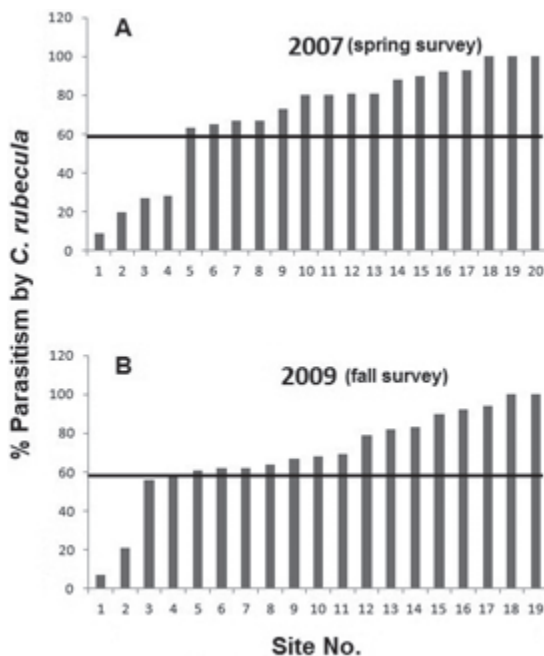 % Parasitism by C. rubecula
A
2007 (spring survey)
120
100
80
60
40
20
0
1 2 3 4 5 6 7 8 9 10 11 12 13 14 15 16 17 18 19 20
B
2009 (fall survey)
120
100
80
60
40
20
0
1 2 3 4 5 6 7 8 9 10 11 12 13 14 15 16 17 18 19
Site No.